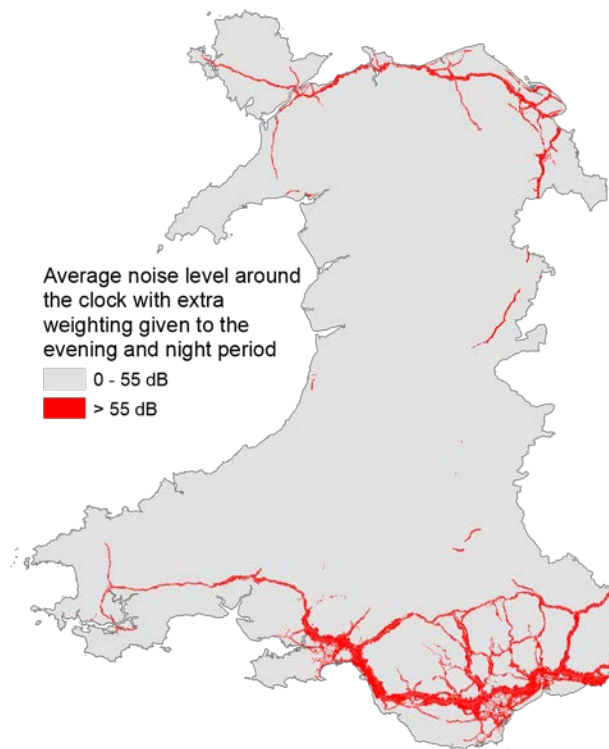 Average noise level around
the clock with extra
weighting given to the
evening and night period
0 - 55 dB
> 55 dB